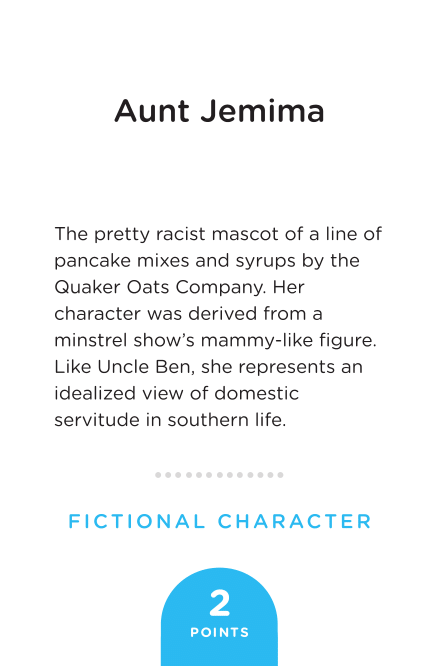 Aunt Jemima
The pretty racist mascot of a line of
pancake mixes and syrups by the
Quaker Oats Company. Her
character was derived from a
minstrel show’s mammy-like figure.
Like Uncle Ben, she represents an
idealized view of domestic
servitude in southern life.
FICTIONAL CHARACTER
2
POINTS